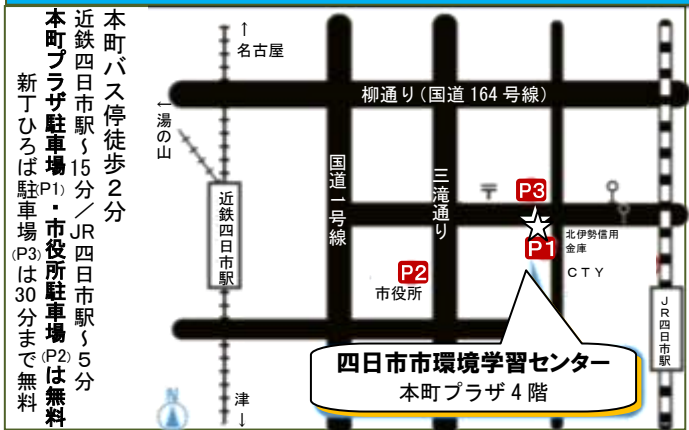 本町バス停徒歩2分
近鉄四日市駅~15分/JR四日市駅~5分
本町プラザ駐車場(P1)・市役所駐車場(P2)は無料
新丁ひろば駐車場(P3)は30分まで無料
↑
名古屋
←湯の山
近鉄四日市駅
津
↓
N
柳通り(国道164号線)
国道一号線
三滝通り
〒
P3
P1
P2
市役所
北伊勢信用
金庫
CTY
JR四日市駅
四日市市環境学習センター
本町プラザ4階